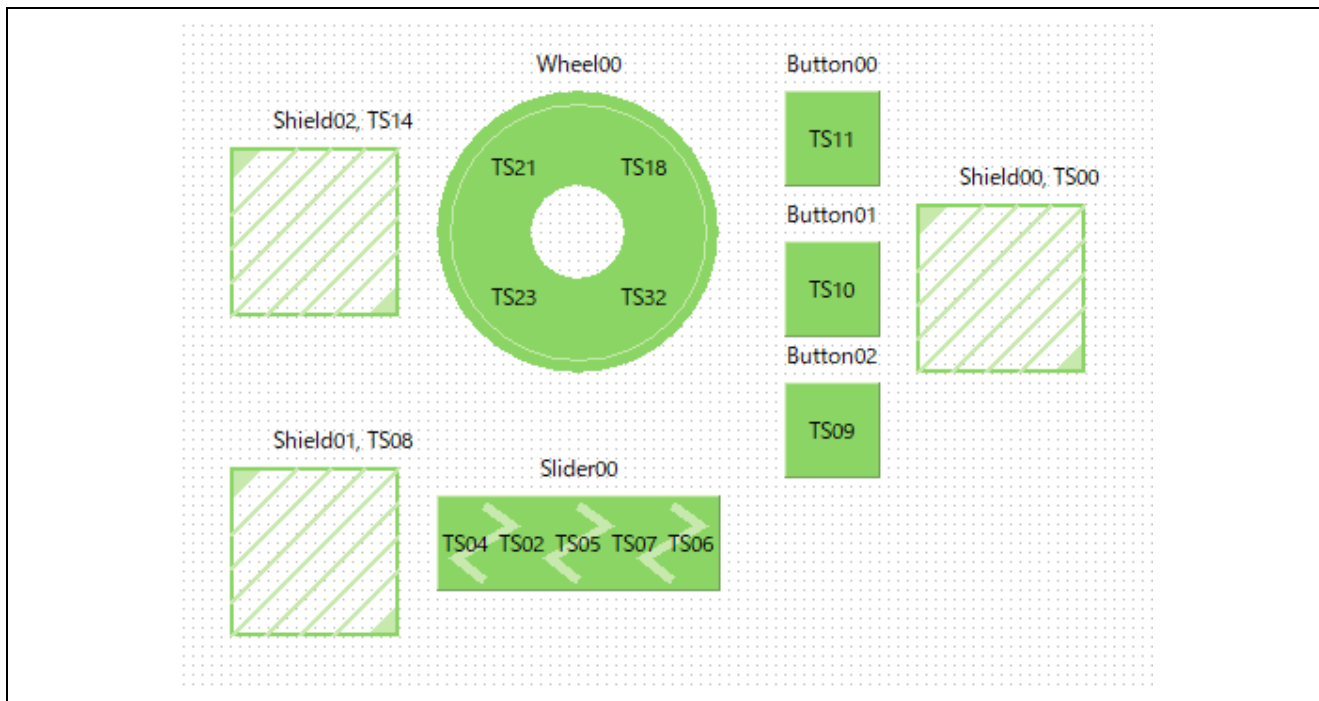 Wheel00
Button00
Shield02, TS14
TS11
TS21 TS18
Shield00, TS00
Button01
TS10
TS23 TS32
Button02
TS09
Shield01, TS08
Slider00
TS04 TS02 TS05 TS07 TS06